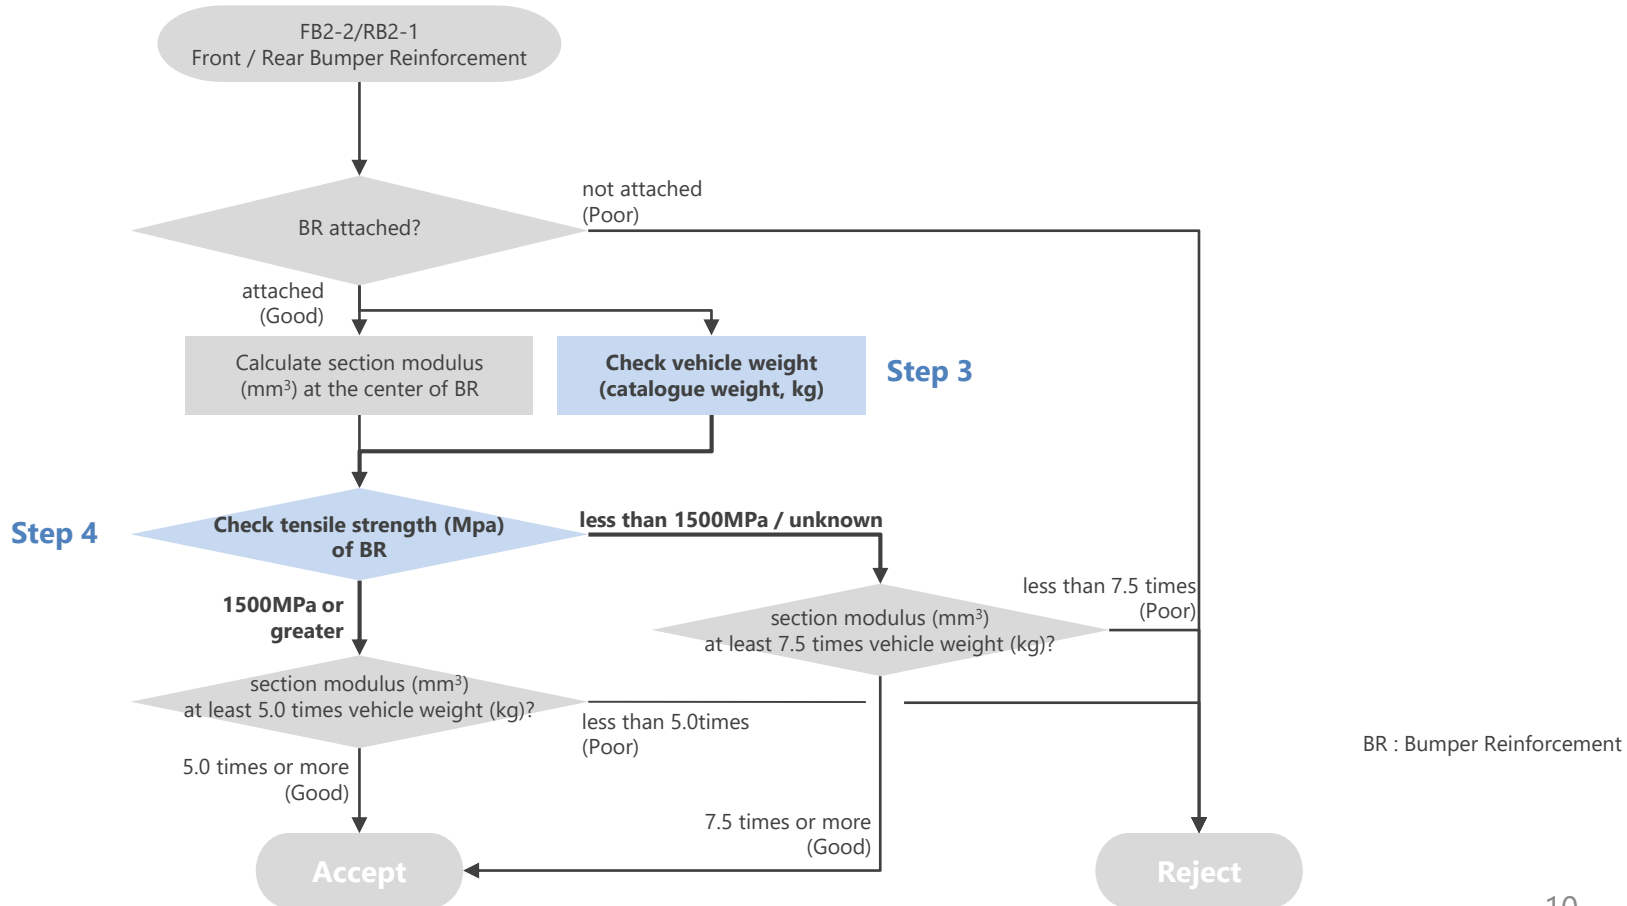 FB2-2/RB2-1
Front / Rear Bumper Reinforcement
not attached
(Poor)
BR attached?
attached
(Good)
Calculate section modulus
(mm³) at the center of BR
Check vehicle weight
(catalogue weight, kg)
Step 3
Step 4
Check tensile strength (Mpa)
of BR
less than 1500MPa / unknown
1500MPa or
greater
less than 7.5 times
(Poor)
section modulus (mm³)
at least 7.5 times vehicle weight (kg)?
section modulus (mm³)
at least 5.0 times vehicle weight (kg)?
less than 5.0times
(Poor)
BR : Bumper Reinforcement
5.0 times or more
(Good)
7.5 times or more
(Good)
Accept
Reject
10